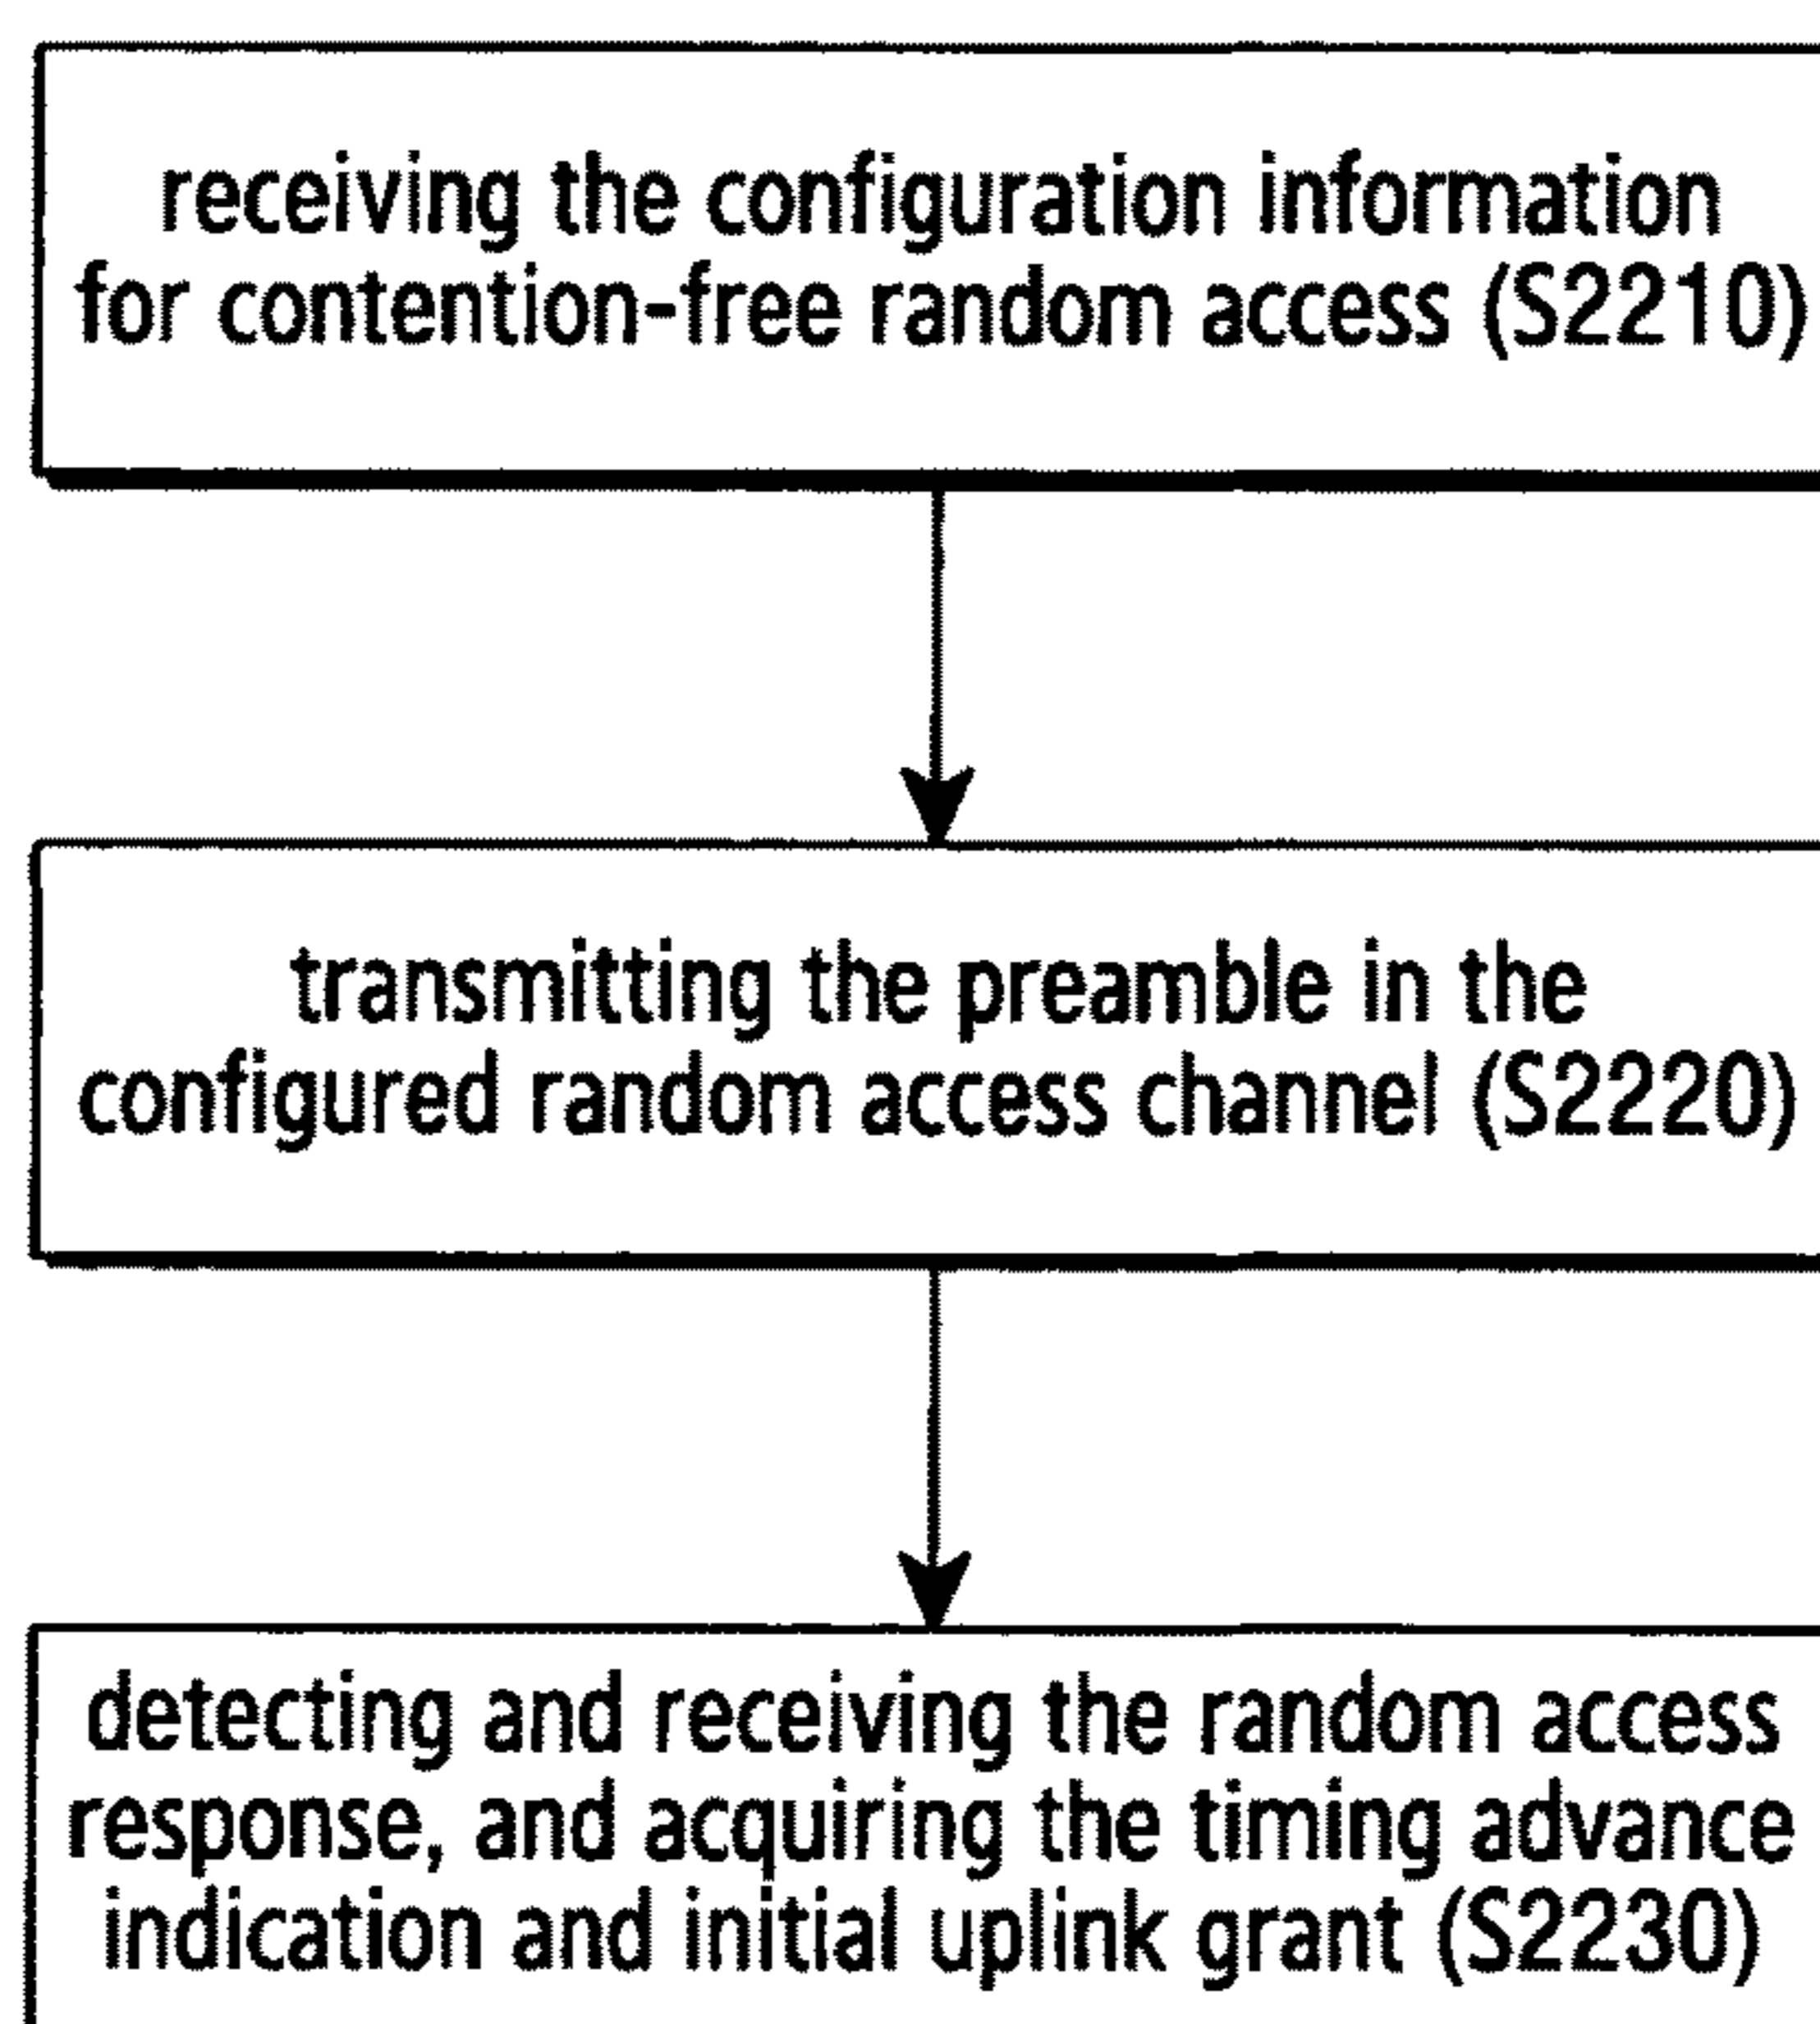 receiving the configuration information
for contention-free random access (S2210)
transmitting the preamble in the
configured random access channel (S2220)
detecting and receiving the random access
response, and acquiring the timing advance
indication and initial uplink grant (S2230)